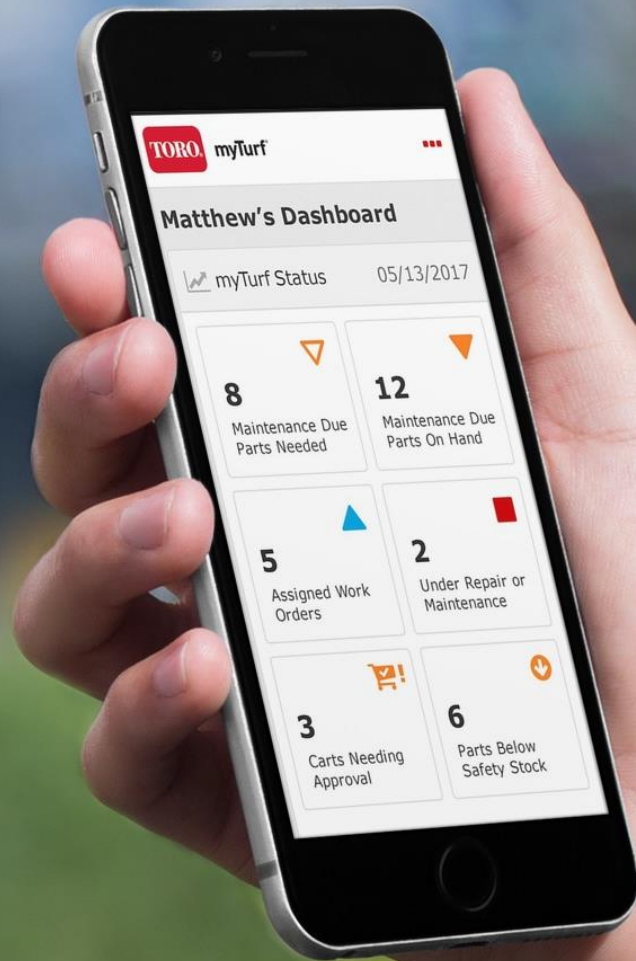 TORO. myTurf
Matthew's Dashboard
myTurf Status 05/13/2017
8
Maintenance Due
Parts Needed
12
Maintenance Due
Parts On Hand
5
Assigned Work
Orders
2
Under Repair or
Maintenance
3
Carts Needing
Approval
6
Parts Below
Safety Stock